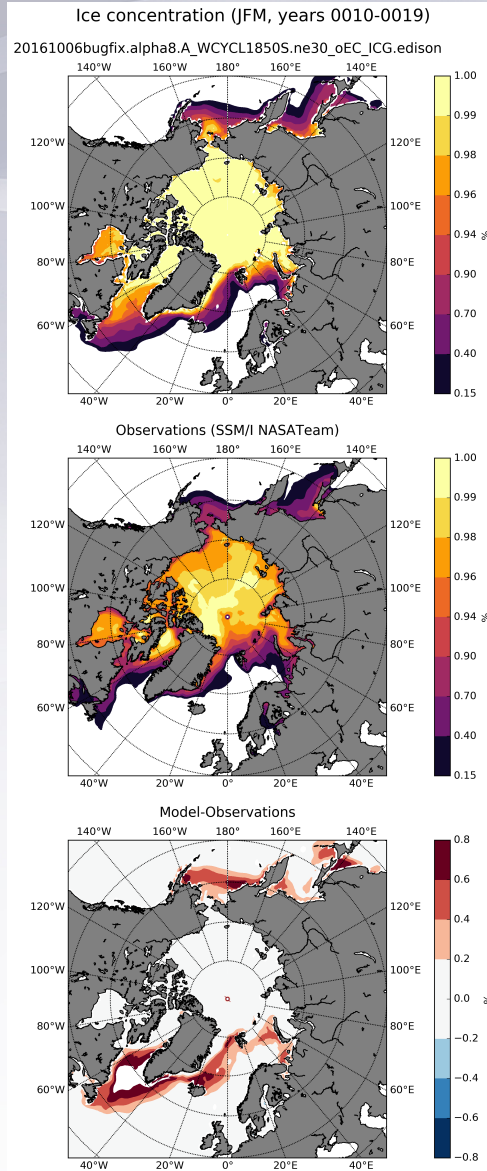 Ice concentration (JFM, years 0010-0019)
20161006bugfix.alpha8.A_WCYCL1850S.ne30_oEC_ICG.edison
140°W 160°W 180° 160°E 140°E
120°W 120°E
100°W 100°E
80°W 80°E
60°W 60°E
40°W 20°W 0° 20°E 40°E
1.00
0.99
0.98
0.96
0.94
0.90
0.70
0.40
0.15
%
Observations (SSM/I NASATeam)
140°W 160°W 180° 160°E 140°E
120°W 120°E
100°W 100°E
80°W 80°E
60°W 60°E
40°W 20°W 0° 20°E 40°E
1.00
0.99
0.98
0.96
0.94
0.90
0.70
0.40
0.15
%
Model-Observations
140°W 160°W 180° 160°E 140°E
120°W 120°E
100°W 100°E
80°W 80°E
60°W 60°E
40°W 20°W 0° 20°E 40°E
0.8
0.6
0.4
0.2
0.0
−0.2
−0.4
−0.6
−0.8
%